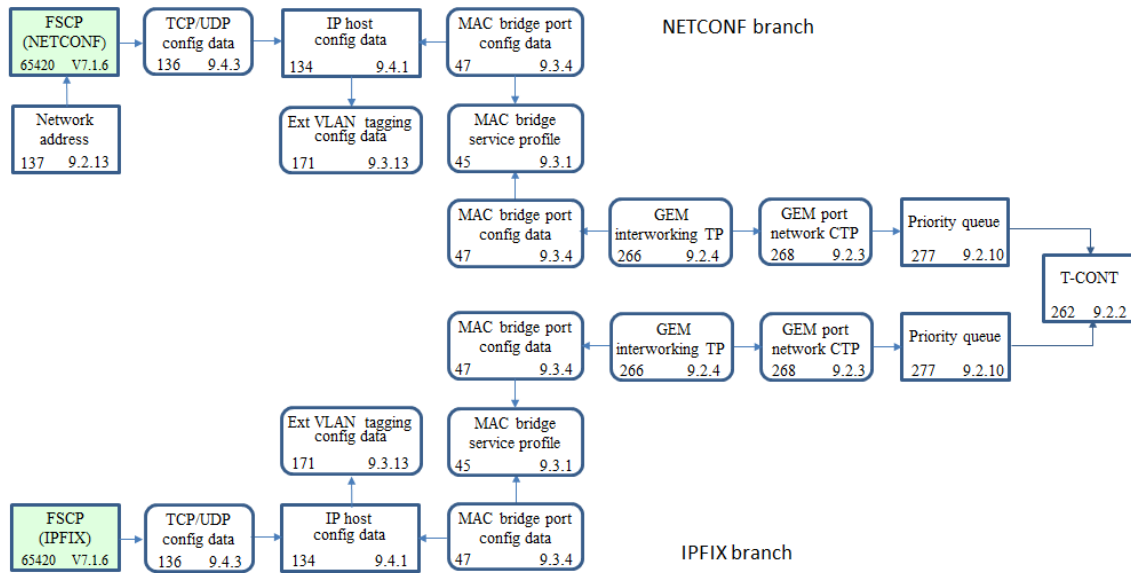 FSCP
(NETCONF)
65420 V7.1.6
TCP/UDP
config data
136 9.4.3
IP host
config data
134 9.4.1
MAC bridge port
config data
47 9.3.4
NETCONF branch
Network
address
137 9.2.13
Ext VLAN tagging
config data
171 9.3.13
MAC bridge
service profile
45 9.3.1
MAC bridge port
config data
47 9.3.4
GEM
interworking TP
266 9.2.4
GEM port
network CTP
268 9.2.3
Priority queue
277 9.2.10
T-CONT
262 9.2.2
MAC bridge port
config data
47 9.3.4
GEM
interworking TP
266 9.2.4
GEM port
network CTP
268 9.2.3
Priority queue
277 9.2.10
Ext VLAN tagging
config data
171 9.3.13
MAC bridge
service profile
45 9.3.1
FSCP
(IPFIX)
65420 V7.1.6
TCP/UDP
config data
136 9.4.3
IP host
config data
134 9.4.1
MAC bridge port
config data
47 9.3.4
IPFIX branch